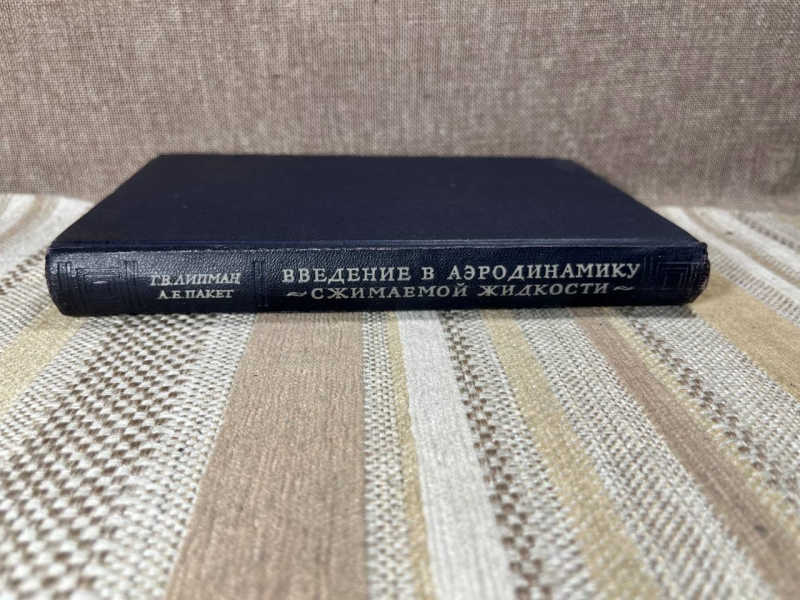 Г.В.ЛИПМАН
А.Е.ПАКЕТ
ВВЕДЕНИЕ В АЭРОДИНАМИКУ
~СЖИМАЕМОЙ ЖИДКОСТИ~